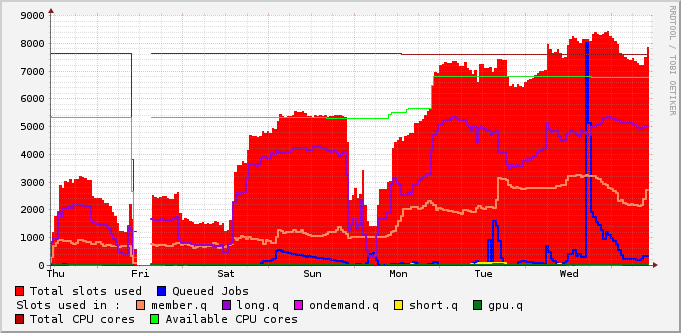 9000
8000
7000
6000
5000
4000
3000
2000
1000
0
Thu Fri Sat Sun Mon Tue Wed
RRDTOOL / TOBI OETIKER
Total slots used Queued Jobs
Slots used in : member.q long.q ondemand.q short.q gpu.q
Total CPU cores Available CPU cores